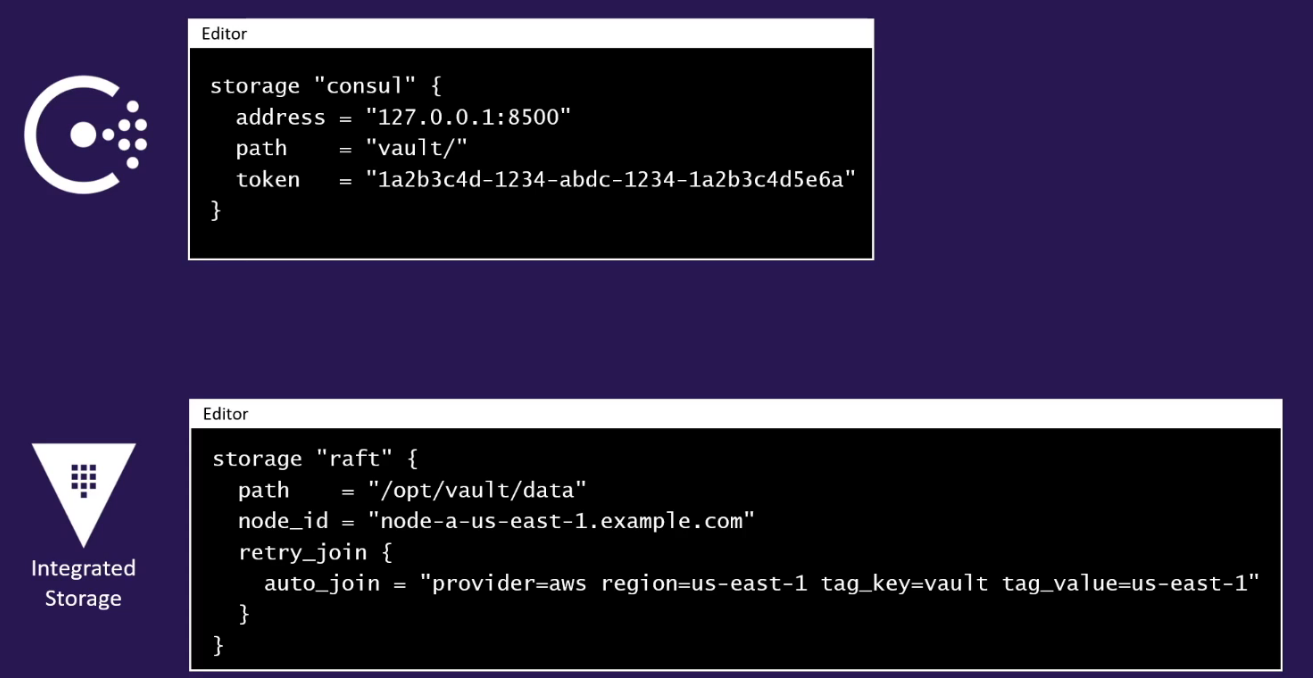 Editor
storage "consul" {
  address = "127.0.0.1:8500"
  path    = "vault/"
  token   = "1a2b3c4d-1234-abdc-1234-1a2b3c4d5e6a"
}
Editor
storage "raft" {
  path    = "/opt/vault/data"
  node_id = "node-a-us-east-1.example.com"
  retry_join {
    auto_join = "provider=aws region=us-east-1 tag_key=vault tag_value=us-east-1"
  }
}
Integrated
Storage